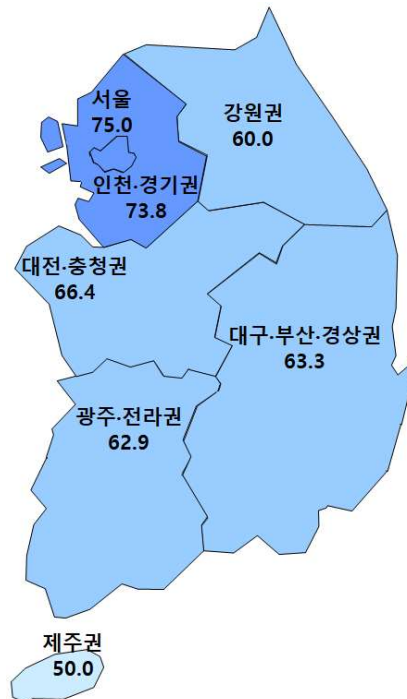 서울
75.0
강원권
60.0
인천·경기권
73.8
대전·충청권
66.4
대구·부산·경상권
63.3
광주·전라권
62.9
제주권
50.0